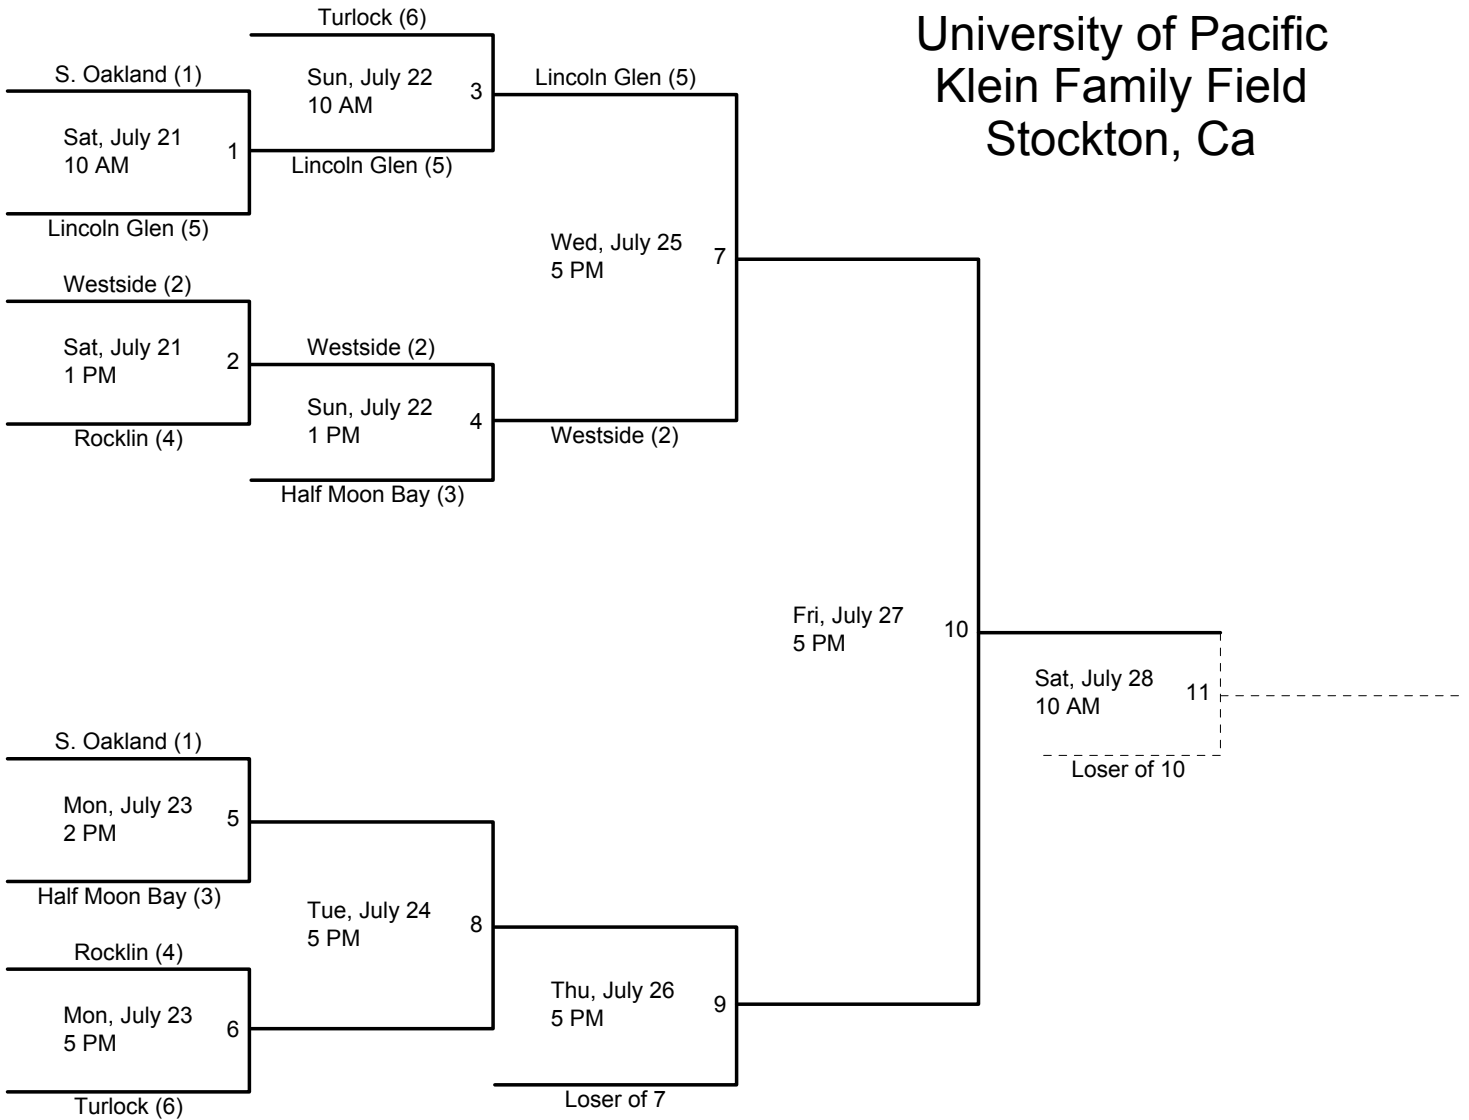 University of Pacific
Klein Family Field
Stockton, Ca
Turlock (6)
S. Oakland (1)
Sun, July 22
10 AM
3
Lincoln Glen (5)
Sat, July 21
10 AM
1
Lincoln Glen (5)
Lincoln Glen (5)
Wed, July 25
5 PM
7
Westside (2)
Sat, July 21
1 PM
2
Westside (2)
Sun, July 22
1 PM
4
Rocklin (4)
Westside (2)
Half Moon Bay (3)
Fri, July 27
5 PM
10
Sat, July 28
10 AM
11
Loser of 10
S. Oakland (1)
Mon, July 23
2 PM
5
Half Moon Bay (3)
Tue, July 24
5 PM
8
Rocklin (4)
Mon, July 23
5 PM
6
Thu, July 26
5 PM
9
Loser of 7
Turlock (6)